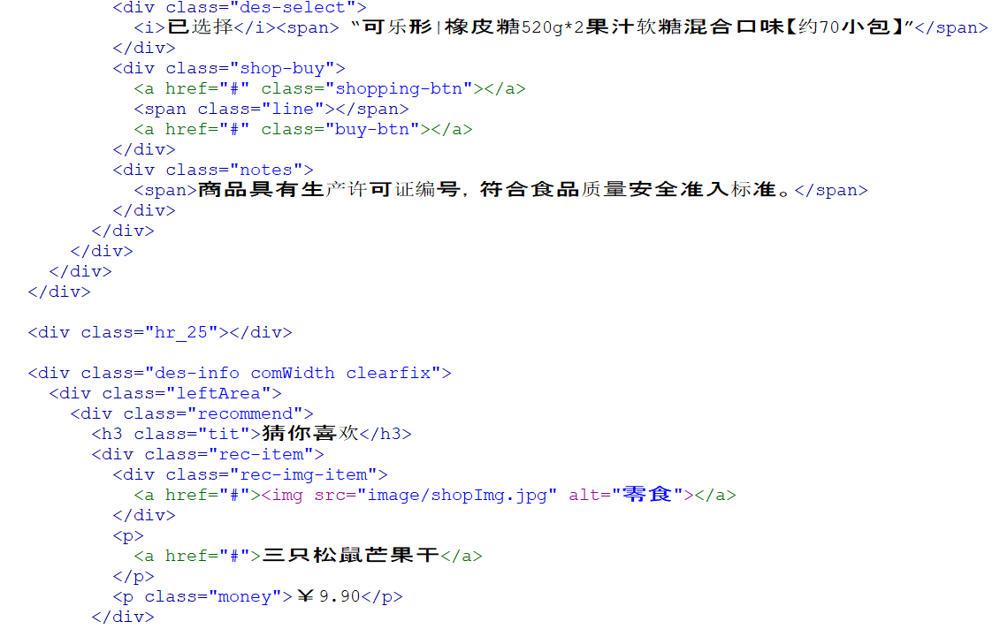 <div class="des-select">
<i>已选择</i><span> “可乐形|橡皮糖520g*2果汁软糖混合口味【约70小包】”</span>
</div>
<div class="shop-buy">
<a href="#" class="shopping-btn"></a>
<span class="line"></span>
<a href="#" class="buy-btn"></a>
</div>
<div class="notes">
<span>商品具有生产许可证编号，符合食品质量安全准入标准。</span>
</div>
</div>
</div>
</div>
</div>
<div class="hr_25"></div>
<div class="des-info comWidth clearfix">
<div class="leftArea">
<div class="recommend">
<h3 class="tit">猜你喜欢</h3>
<div class="rec-item">
<div class="rec-img-item">
<a href="#"><img src="image/shopImg.jpg" alt="零食"></a>
</div>
<p>
<a href="#">三只松鼠芒果干</a>
</p>
<p class="money">￥9.90</p>
</div>